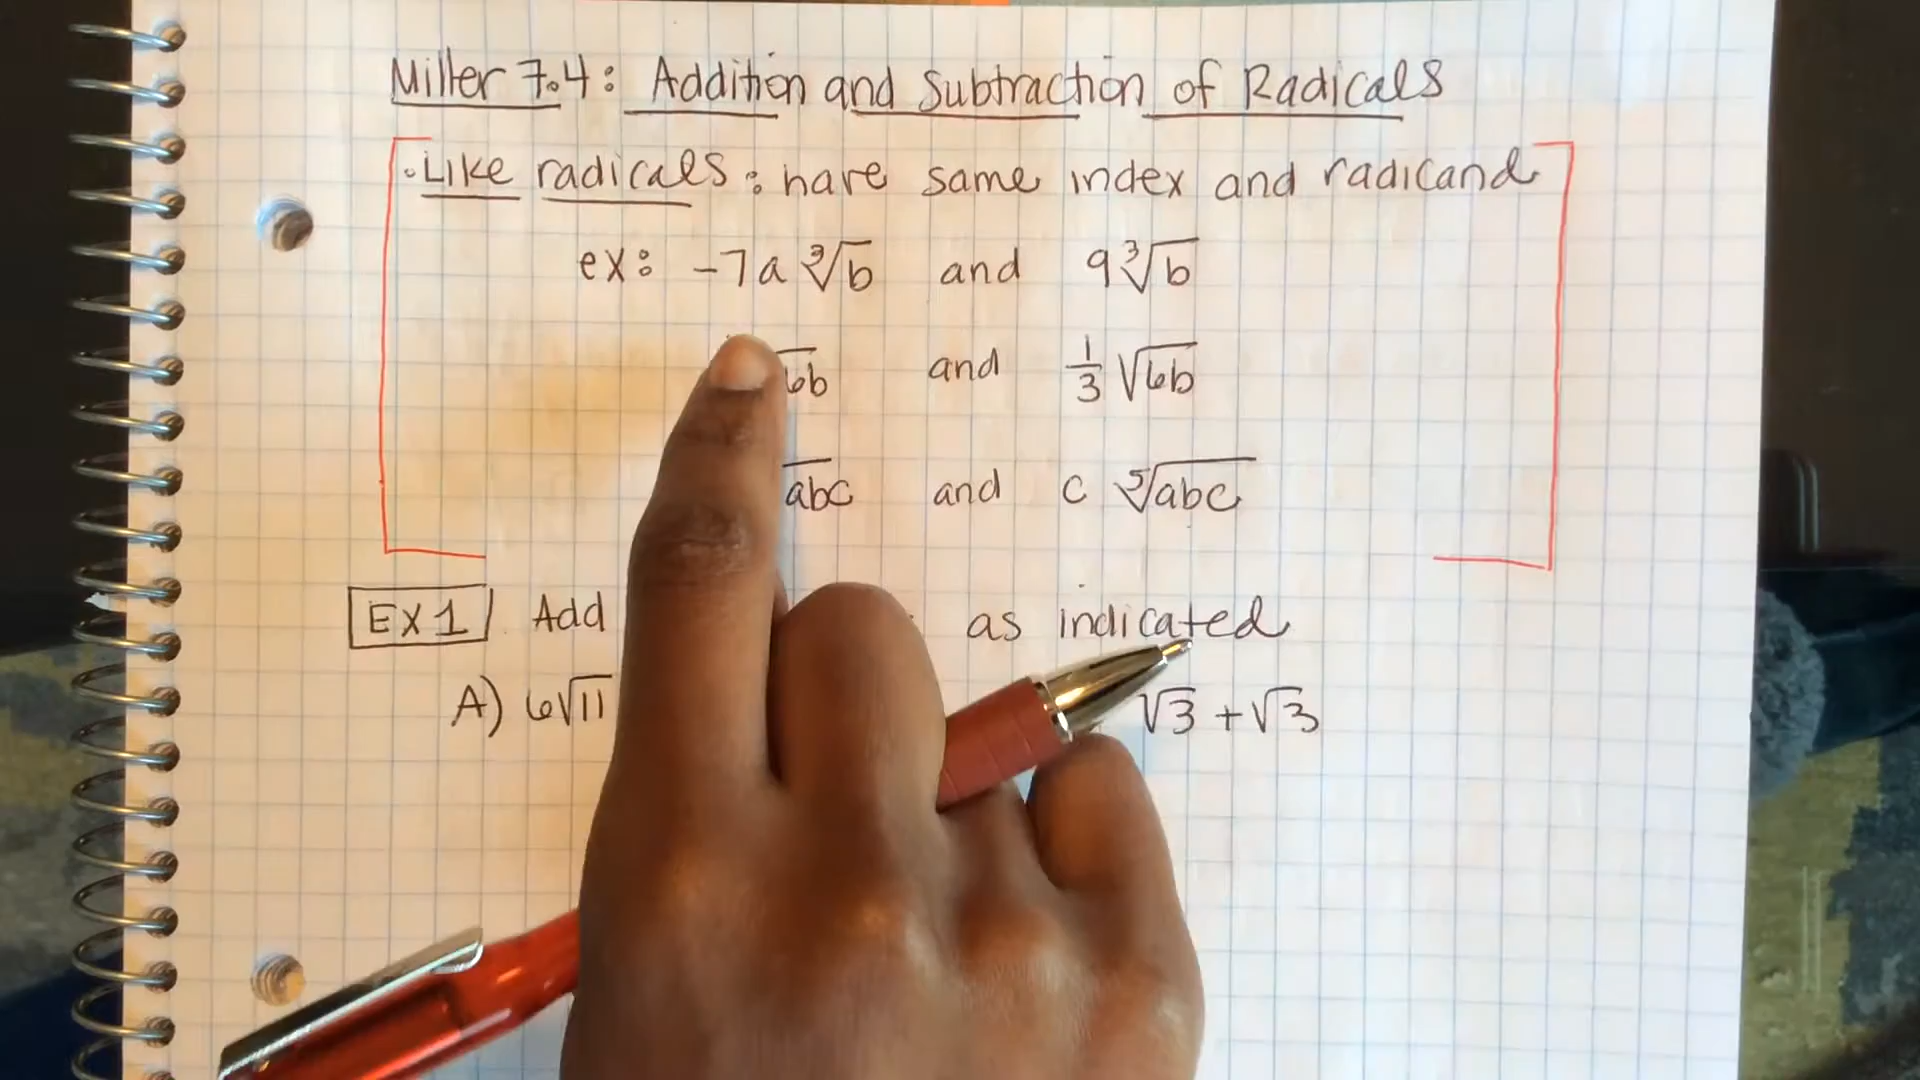 Miller 7.4: Addition and Subtraction of Radicals
• Like radicals: have same index and radicand
ex: -7a ∛b and 9 ∛b
6b and 1/3 √6b
abc and c ⁵√abc
EX 1 Add as indicated
A) 6√11 √3 + √3